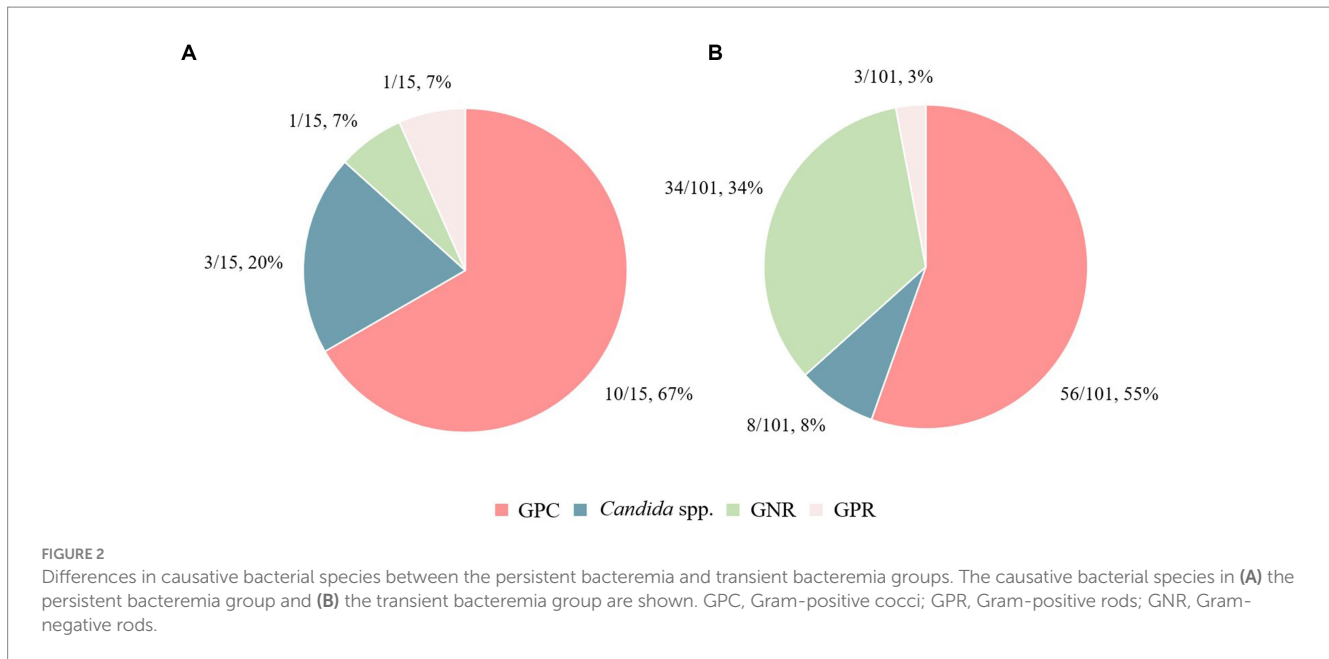 A
1/15, 7%
1/15, 7%
3/15, 20%
10/15, 67%
B
3/101, 3%
34/101, 34%
8/101, 8%
56/101, 55%
GPC Candida spp. GNR GPR
FIGURE 2
Differences in causative bacterial species between the persistent bacteremia and transient bacteremia groups. The causative bacterial species in (A) the
persistent bacteremia group and (B) the transient bacteremia group are shown. GPC, Gram-positive cocci; GPR, Gram-positive rods; GNR, Gram-
negative rods.